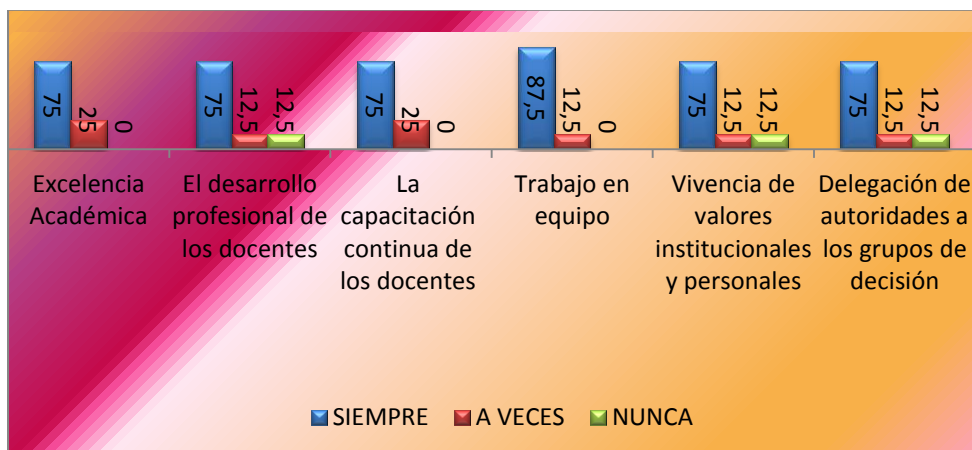 75 25 0 75 12,5 12,5 75 25 0 87,5 12,5 0 75 12,5 12,5 75 12,5 12,5
Excelencia
Académica
El desarrollo
profesional de
los docentes
La
capacitación
continua de
los docentes
Trabajo en
equipo
Vivencia de
valores
institucionales
y personales
Delegación de
autoridades a
los grupos de
decisión
SIEMPRE A VECES NUNCA